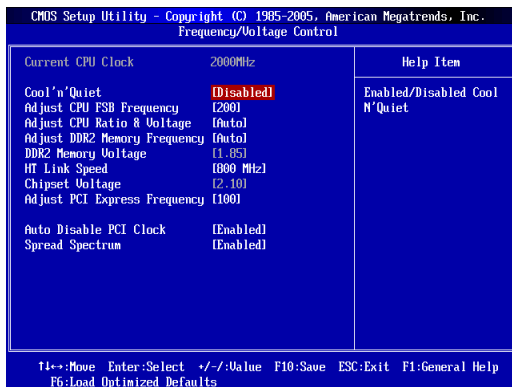 CMOS Setup Utility - Copyright (C) 1985-2005, American Megatrends, Inc.
Frequency/Voltage Control
Current CPU Clock 2000MHz
Help Item
Cool'n'Quiet [Disabled]
Enabled/Disabled Cool
N'Quiet
Adjust CPU FSB Frequency [200]
Adjust CPU Ratio & Voltage [Auto]
Adjust DDR2 Memory Frequency [Auto]
DDR2 Memory Voltage [1.85]
HT Link Speed [800 MHz]
Chipset Voltage [2.10]
Adjust PCI Express Frequency [100]
Auto Disable PCI Clock [Enabled]
Spread Spectrum [Enabled]
↑↓←→:Move Enter:Select +/-/:Value F10:Save ESC:Exit F1:General Help
F6:Load Optimized Defaults